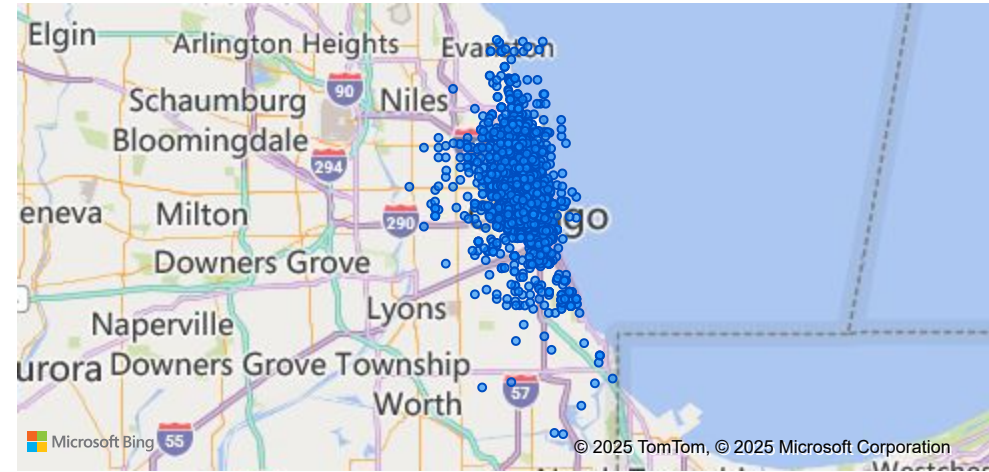 Elgin
Arlington Heights
Evanston
90
Schaumburg
Niles
Bloomingdale
294
eneva
Milton
290
go
Downers Grove
Lyons
Naperville
urora
Downers Grove Township
57
Worth
Microsoft Bing
55
© 2025 TomTom, © 2025 Microsoft Corporation